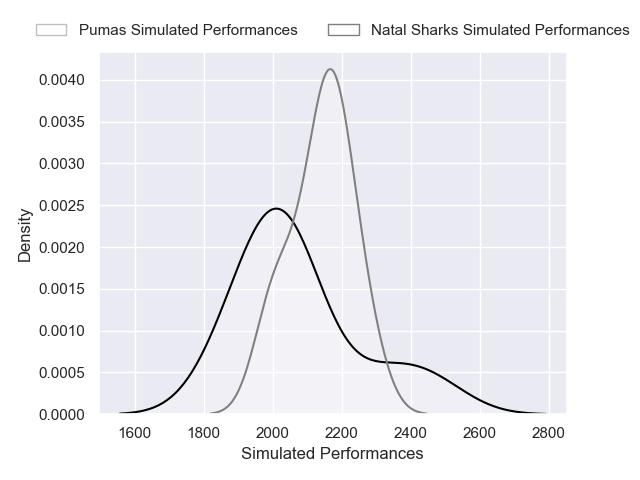 Pumas Simulated Performances Natal Sharks Simulated Performances
0.0040
0.0035
0.0030
0.0025
0.0020
0.0015
0.0010
0.0005
0.0000
Density
1600 1800 2000 2200 2400 2600 2800
Simulated Performances